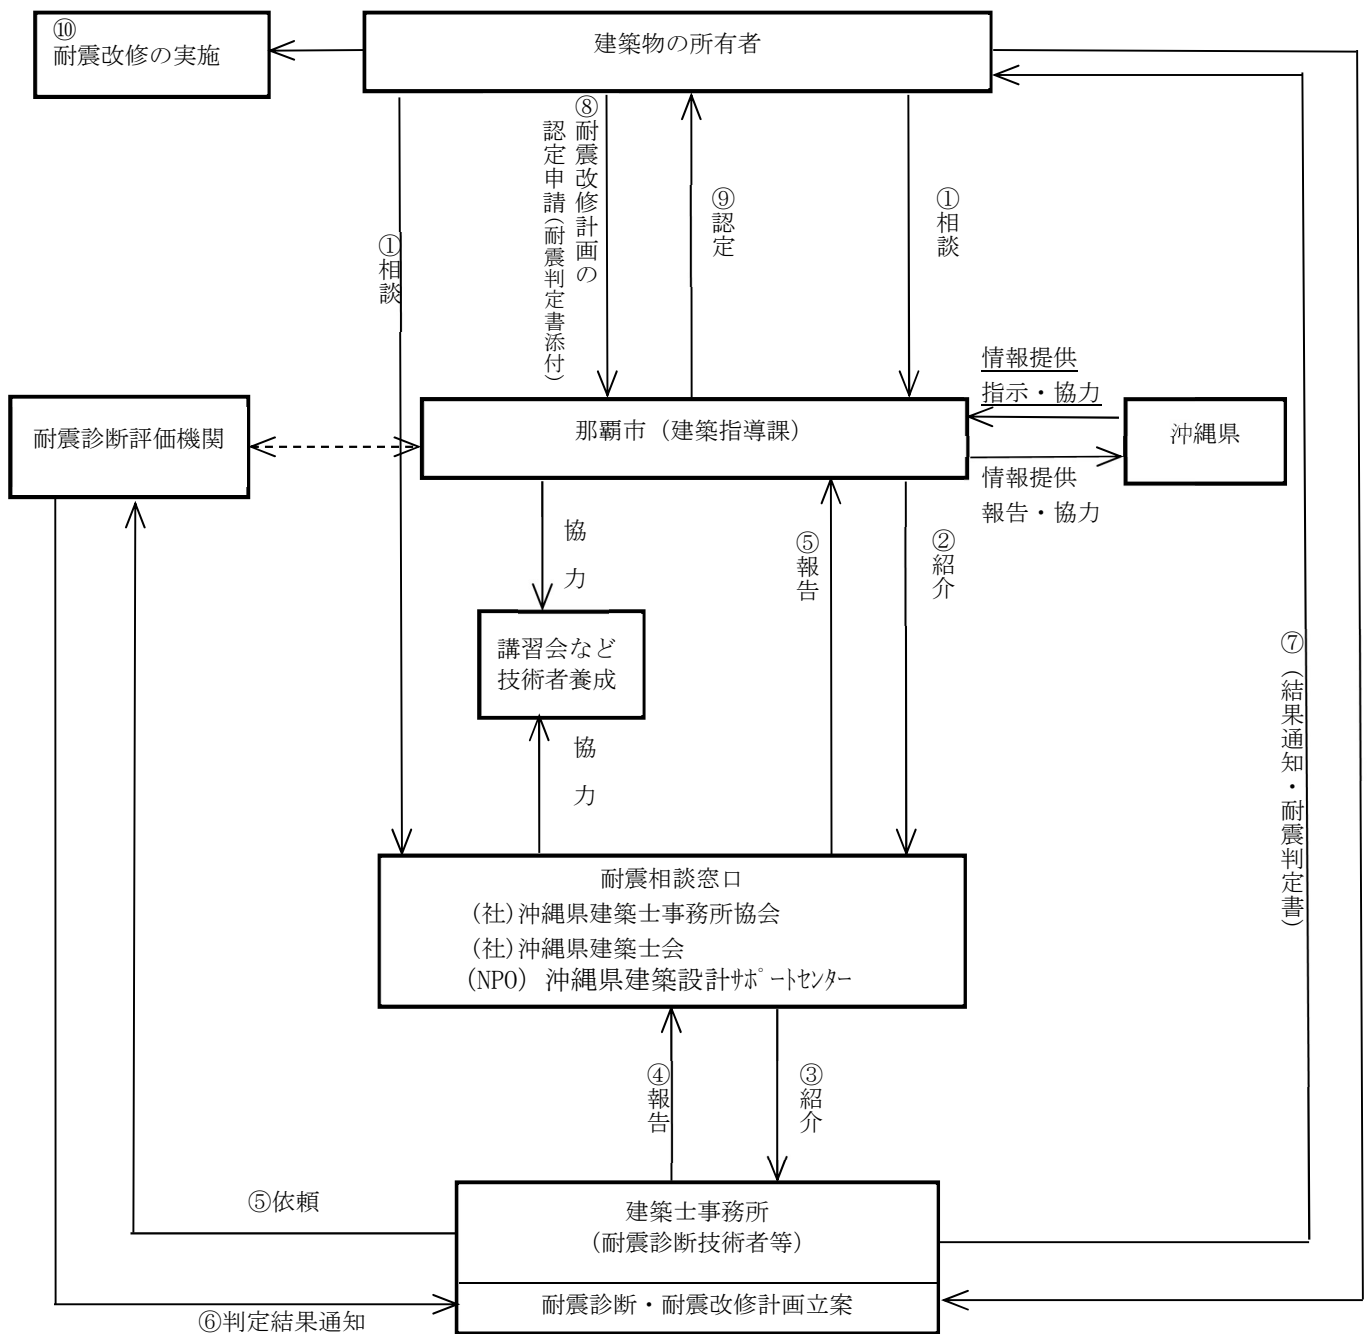 ⑩
耐震改修の実施
建築物の所有者
①相談
⑧耐震改修計画の
認定申請(耐震判定書添付)
⑨認定
①相談
情報提供
指示・協力
耐震診断評価機関
那覇市（建築指導課）
沖縄県
情報提供
報告・協力
協
力
⑤報告
②紹介
講習会など
技術者養成
協
力
⑦（結果通知・耐震判定書）
耐震相談窓口
(社)沖縄県建築士事務所協会
(社)沖縄県建築士会
(NPO) 沖縄県建築設計ｻﾎﾟｰﾄｾﾝﾀｰ
④報告
③紹介
⑤依頼
建築士事務所
（耐震診断技術者等）
耐震診断・耐震改修計画立案
⑥判定結果通知